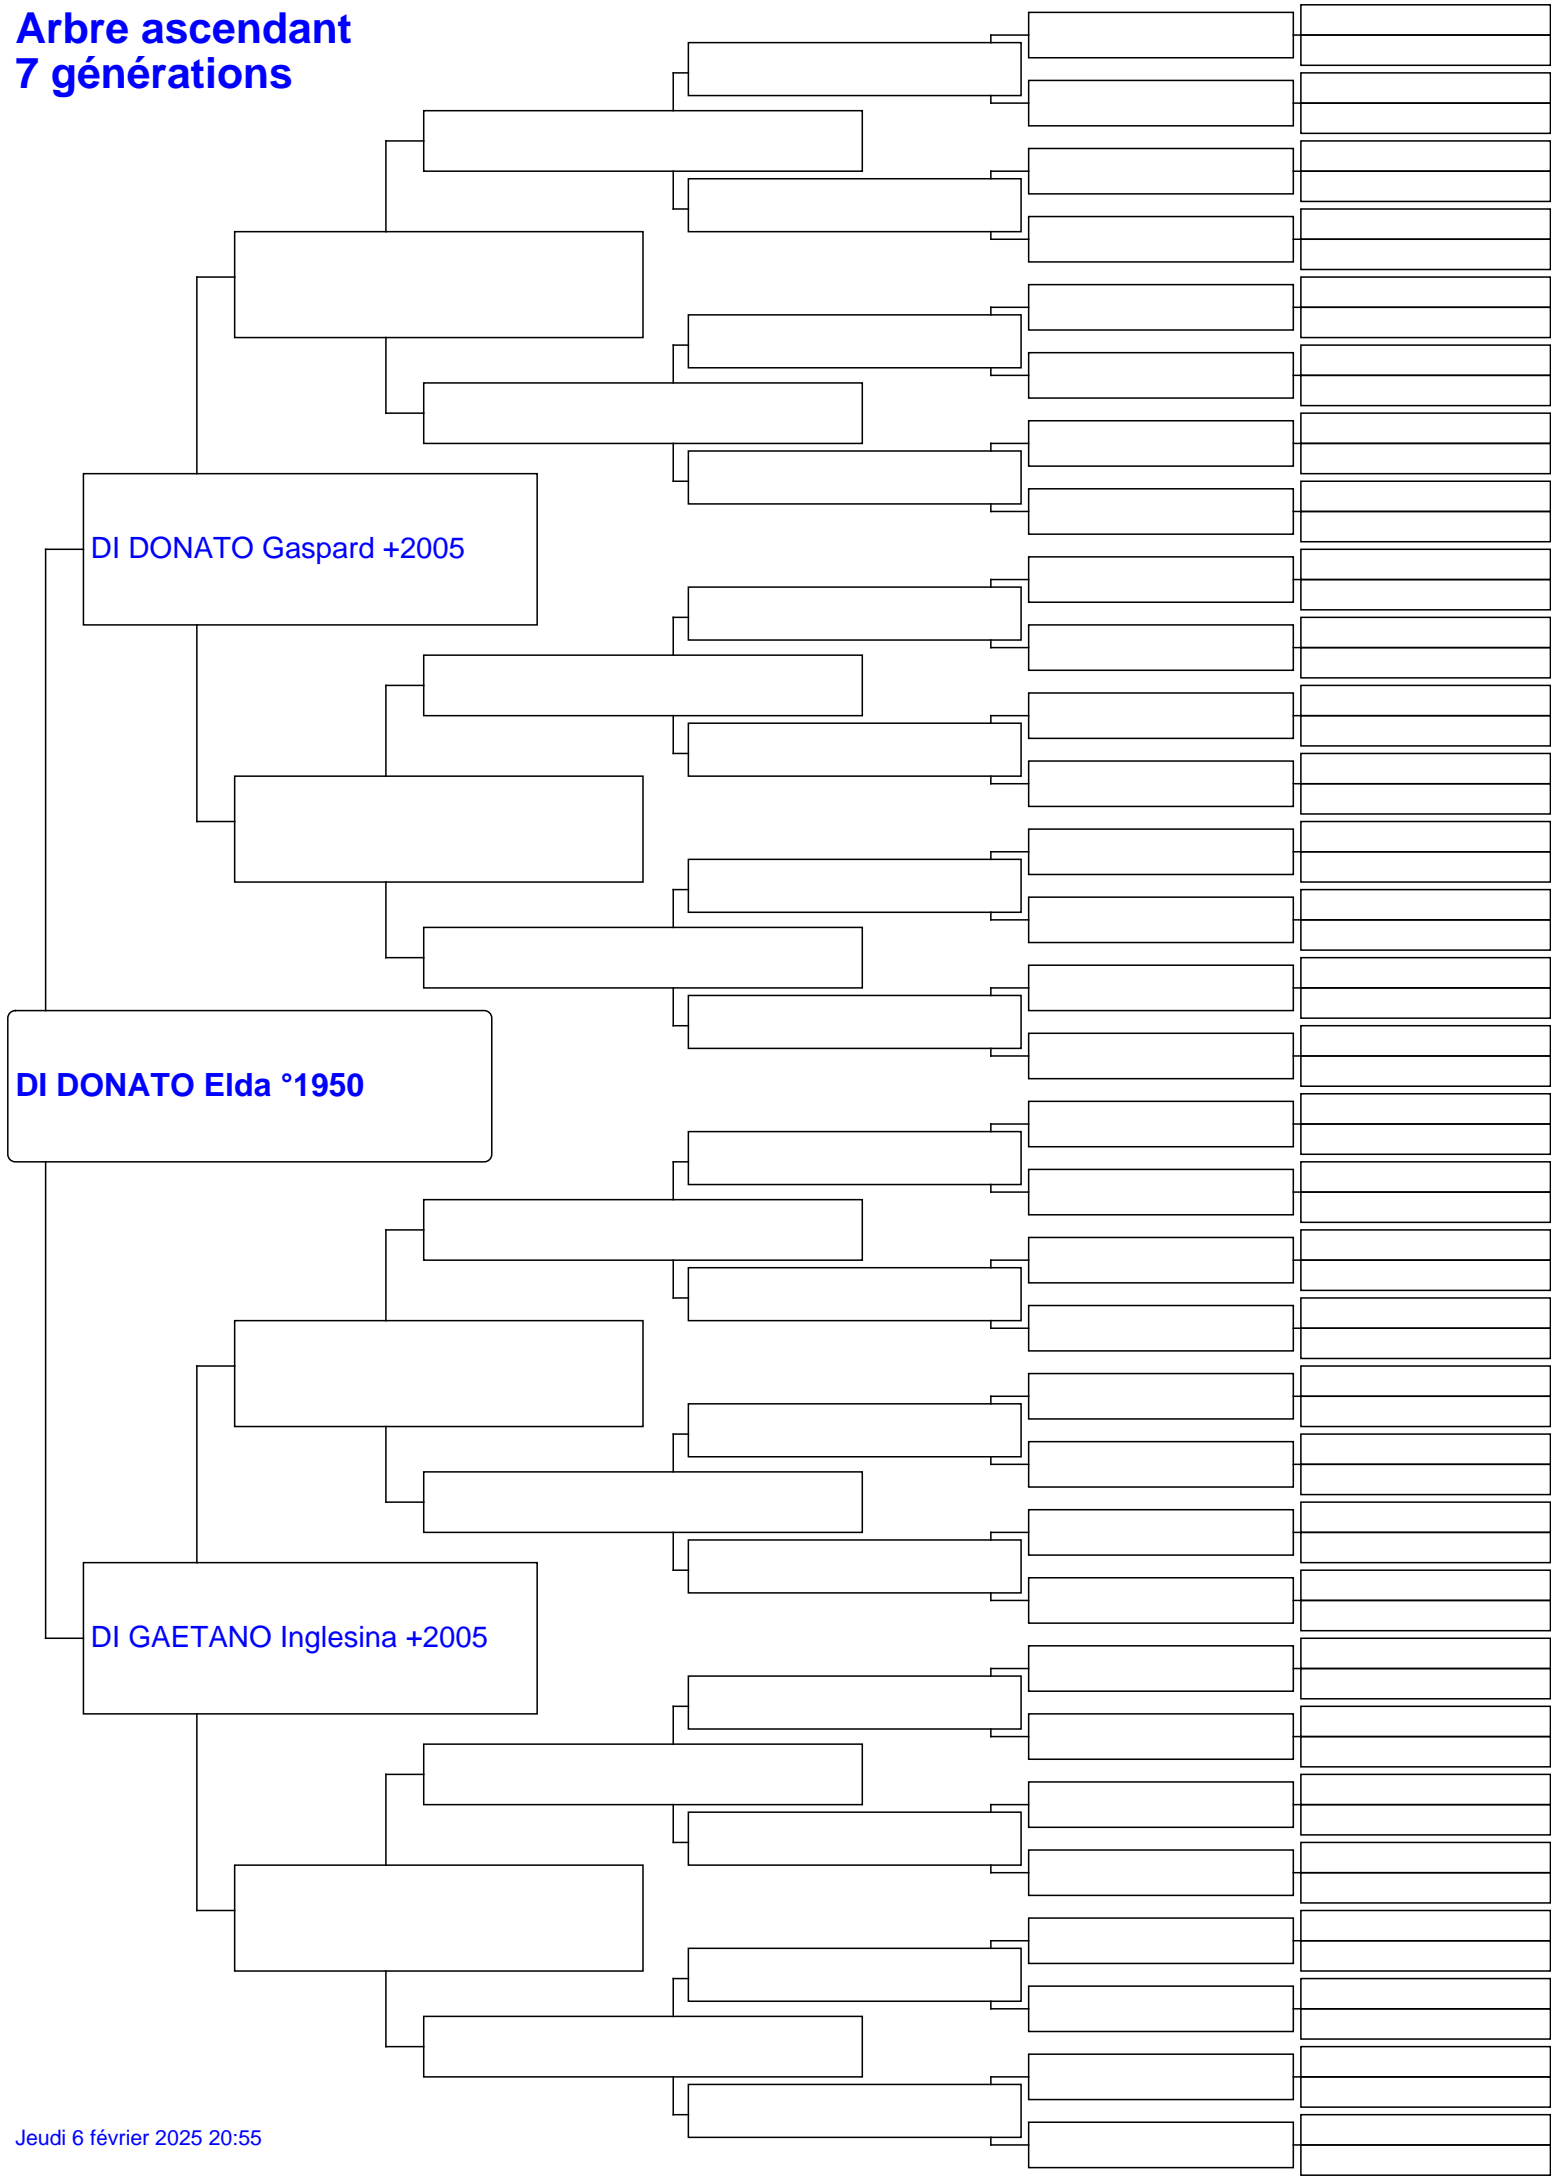 Arbre ascendant
7 générations
DI DONATO Gaspard +2005
DI DONATO Elda °1950
DI GAETANO Inglesina +2005
Jeudi 6 février 2025 20:55